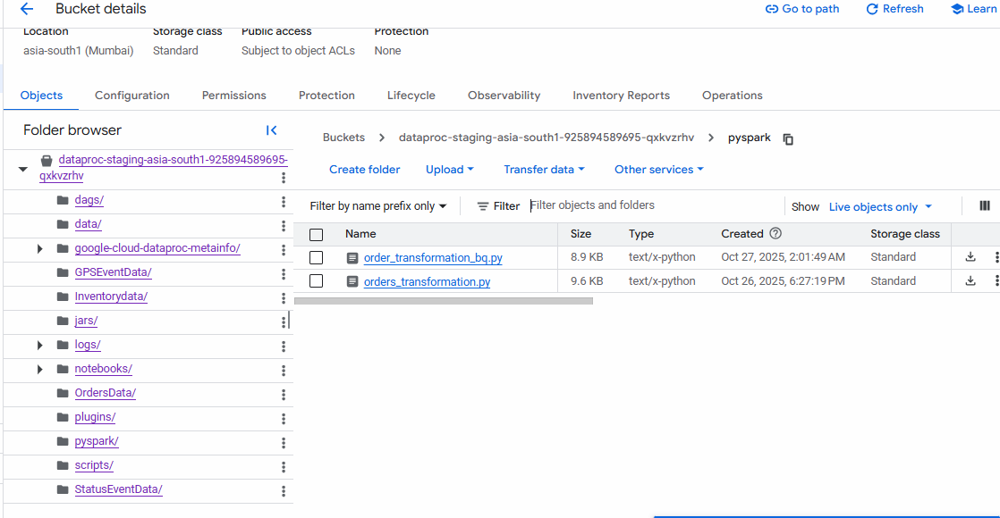 Bucket details
Go to path
Refresh
Learn
Location
Storage class
Public access
Protection
asia-south1 (Mumbai)
Standard
Subject to object ACLs
None
Objects
Configuration
Permissions
Protection
Lifecycle
Observability
Inventory Reports
Operations
Folder browser
dataproc-staging-asia-south1-925894589695-
qxkvzrhv
dags/
data/
google-cloud-dataproc-metainfo/
GPSEventData/
Inventorydata/
jars/
logs/
notebooks/
OrdersData/
plugins/
pyspark/
scripts/
StatusEventData/
Buckets > dataproc-staging-asia-south1-925894589695-qxkvzrhv > pyspark
Create folder
Upload
Transfer data
Other services
Filter by name prefix only
Filter
Filter objects and folders
Show
Live objects only
Name Size Type Created Storage class
order_transformation_bq.py 8.9 KB text/x-python Oct 27, 2025, 2:01:49 AM Standard
orders_transformation.py 9.6 KB text/x-python Oct 26, 2025, 6:27:19 PM Standard